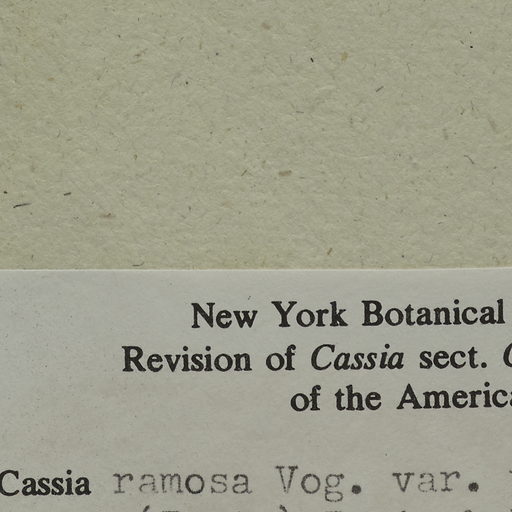 New York Botanical
Revision of Cassia sect.
of the America
Cassia ramosa Vog. var.